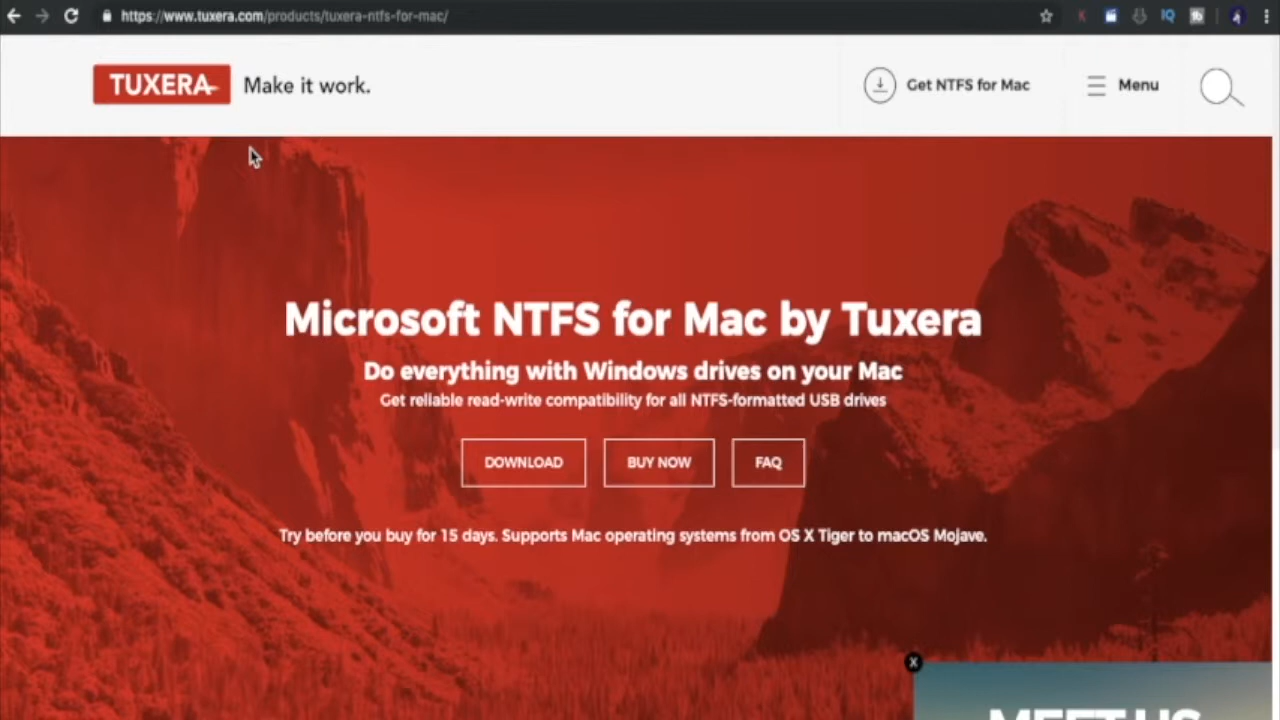 https://www.tuxera.com/products/tuxera-ntfs-for-mac/
K IQ
TUXERA Make it work. Get NTFS for Mac Menu
Microsoft NTFS for Mac by Tuxera
Do everything with Windows drives on your Mac
Get reliable read-write compatibility for all NTFS-formatted USB drives
DOWNLOAD BUY NOW FAQ
Try before you buy for 15 days. Supports Mac operating systems from OS X Tiger to macOS Mojave.
X
MEET US